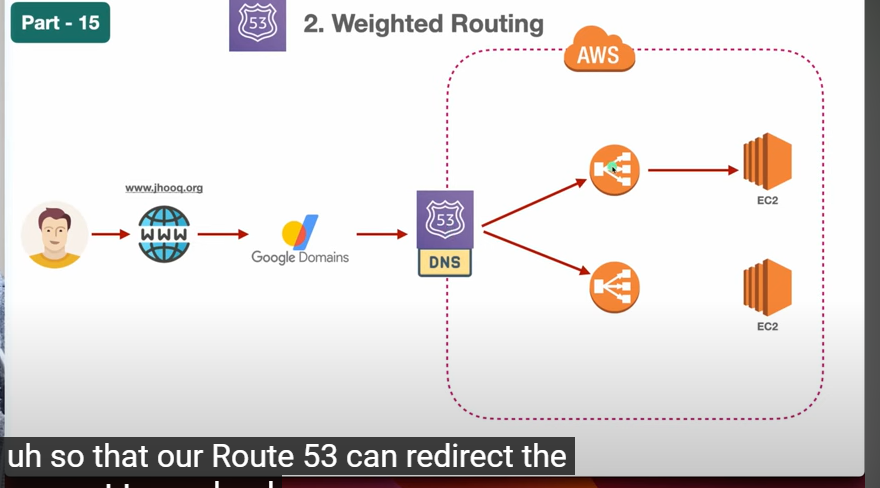 Part - 15
53
2. Weighted Routing
AWS
www.jhooq.org
WWW
Google Domains
53
DNS
EC2
EC2
uh so that our Route 53 can redirect the